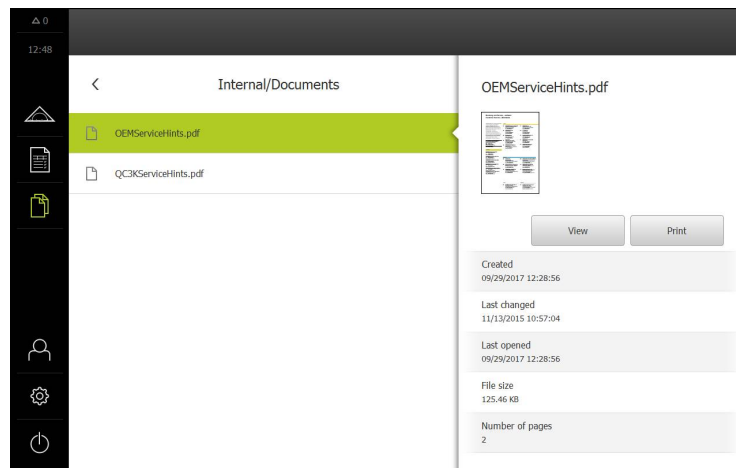 0
12:48
Internal/Documents
OEMServiceHints.pdf
QC3KServiceHints.pdf
OEMServiceHints.pdf
View
Print
Created
09/29/2017 12:28:56
Last changed
11/13/2015 10:57:04
Last opened
09/29/2017 12:28:56
File size
125.46 KB
Number of pages
2